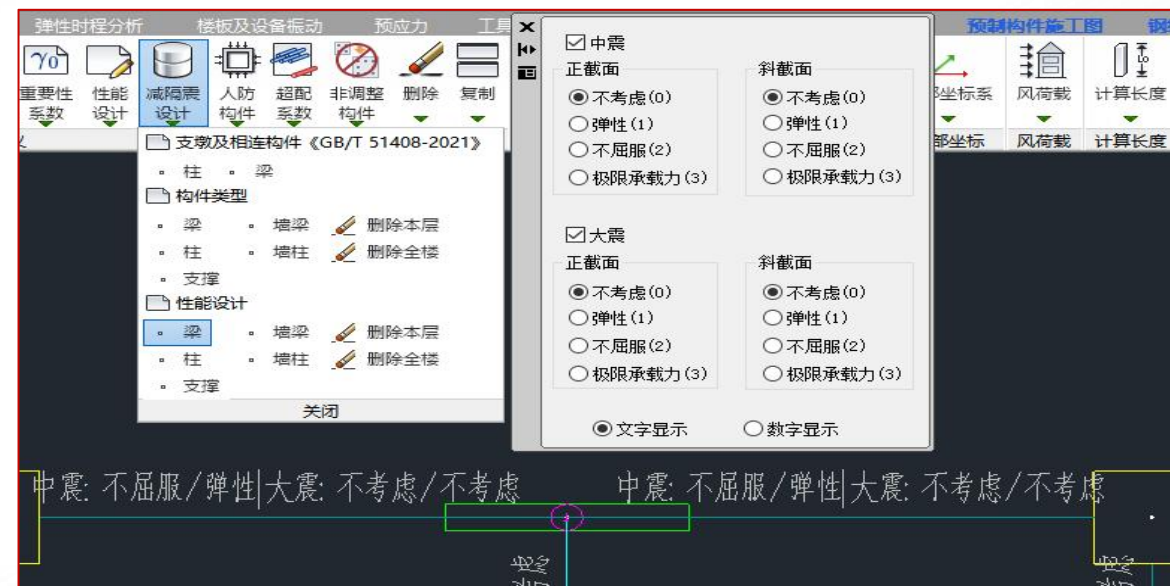 弹性时程分析 楼板及设备振动 预应力 工具 预制构件施工图
γ0
重要性系数 性能设计 减隔震设计 人防构件 超配系数 非调整构件 删除 复制
坐标系 风荷载 计算长度
部坐标 风荷载 计算长度
支墩及相连构件《GB/T 51408-2021》
柱 梁
构件类型
梁 墙梁 删除本层
柱 墙柱 删除全楼
支撑
性能设计
梁 墙梁 删除本层
柱 墙柱 删除全楼
支撑
关闭
中震
正截面 斜截面
不考虑(0) 不考虑(0)
弹性(1) 弹性(1)
不屈服(2) 不屈服(2)
极限承载力(3) 极限承载力(3)
大震
正截面 斜截面
不考虑(0) 不考虑(0)
弹性(1) 弹性(1)
不屈服(2) 不屈服(2)
极限承载力(3) 极限承载力(3)
文字显示 数字显示
中震: 不屈服/弹性|大震: 不考虑/不考虑 中震: 不屈服/弹性|大震: 不考虑/不考虑